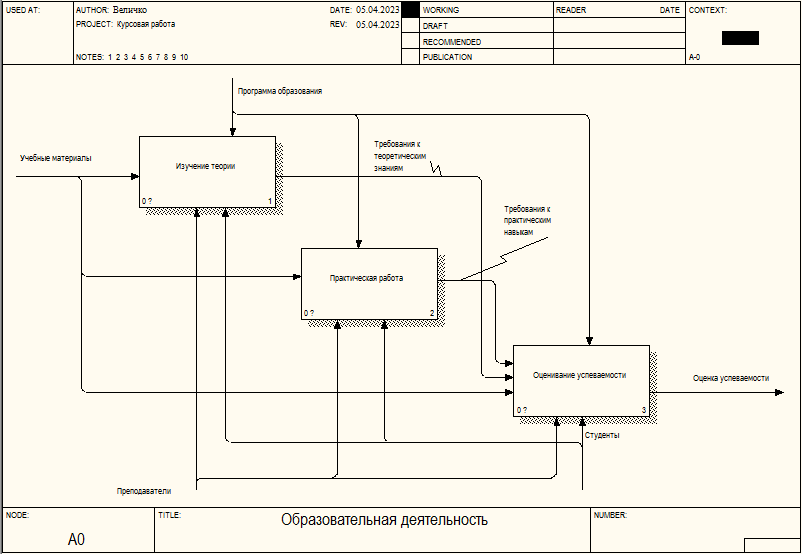 USED AT:
AUTHOR: Величко
DATE: 05.04.2023
WORKING
READER
DATE
CONTEXT:
PROJECT: Курсовая работа
REV: 05.04.2023
DRAFT
RECOMMENDED
NOTES: 1 2 3 4 5 6 7 8 9 10
PUBLICATION
A-0
Программа образования
Учебные материалы
Изучение теории
0 ?
1
Требования к
теоретическим
знаниям
Требования к
практическим
навыкам
Практическая работа
0 ?
2
Оценивание успеваемости
0 ?
3
Оценка успеваемости
Студенты
Преподаватели
NODE:
A0
TITLE:
Образовательная деятельность
NUMBER: